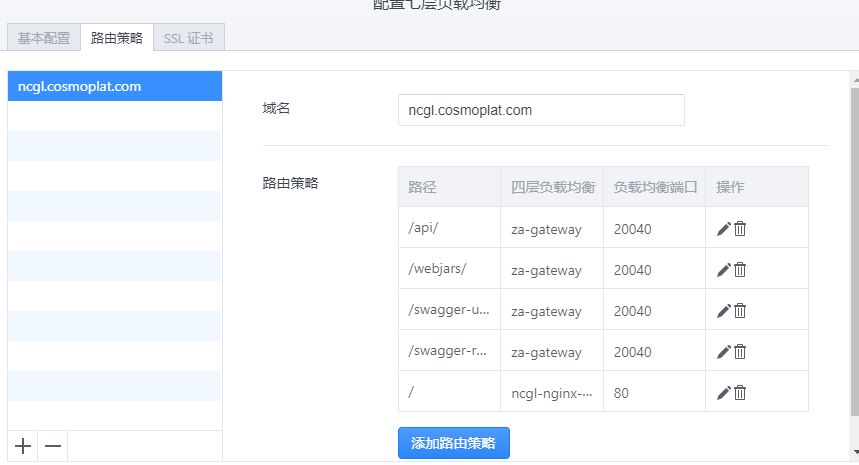 配置七层负载均衡
基本配置 路由策略 SSL 证书
ncgl.cosmoplat.com
域名 ncgl.cosmoplat.com
路由策略
路径 四层负载均衡 负载均衡端口 操作
/api/ za-gateway 20040
/webjars/ za-gateway 20040
/swagger-u... za-gateway 20040
/swagger-r... za-gateway 20040
/ ncgl-nginx-... 80
添加路由策略